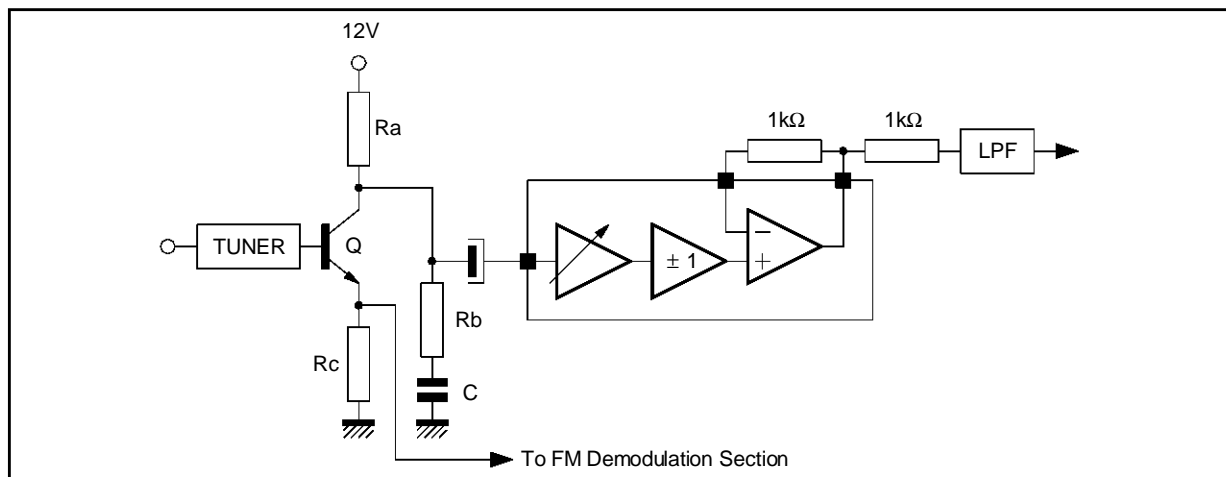 12V
Ra
1kΩ
1kΩ
LPF
TUNER
Q
± 1
−
+
Rb
Rc
C
To FM Demodulation Section